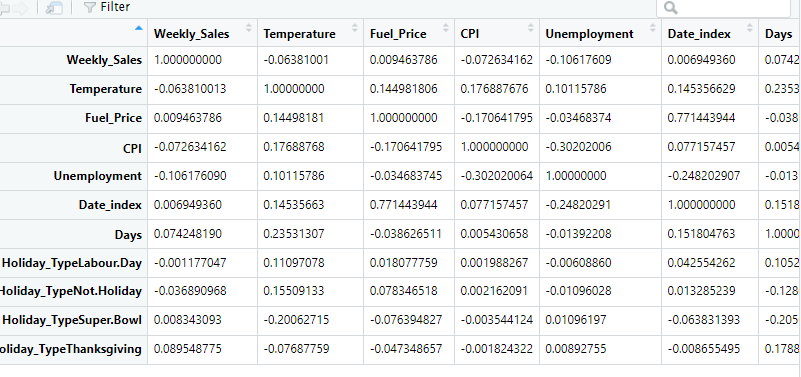 Filter
Weekly_Sales Temperature Fuel_Price CPI Unemployment Date_index Days
Weekly_Sales 1.000000000 -0.06381001 0.009463786 -0.072634162 -0.10617609 0.006949360 0.0742
Temperature -0.063810013 1.00000000 0.144981806 0.176887676 0.10115786 0.145356629 0.2353
Fuel_Price 0.009463786 0.14498181 1.000000000 -0.170641795 -0.03468374 0.771443944 -0.038
CPI -0.072634162 0.17688768 -0.170641795 1.000000000 -0.30202006 0.077157457 0.0054
Unemployment -0.106176090 0.10115786 -0.034683745 -0.302020064 1.00000000 -0.248202907 -0.013
Date_index 0.006949360 0.14535663 0.771443944 0.077157457 -0.24820291 1.000000000 0.1518
Days 0.074248190 0.23531307 -0.038626511 0.005430658 -0.01392208 0.151804763 1.0000
Holiday_TypeLabour.Day -0.001177047 0.11097078 0.018077759 0.001988267 -0.00608860 0.042554262 0.1052
Holiday_TypeNot.Holiday -0.036890968 0.15509133 0.078346518 0.002162091 -0.01096028 0.013285239 -0.128
Holiday_TypeSuper.Bowl 0.008343093 -0.20062715 -0.076394827 -0.003544124 0.01096197 -0.063831393 -0.205
oliday_TypeThanksgiving 0.089548775 -0.07687759 -0.047348657 -0.001824322 0.00892755 -0.008655495 0.1788